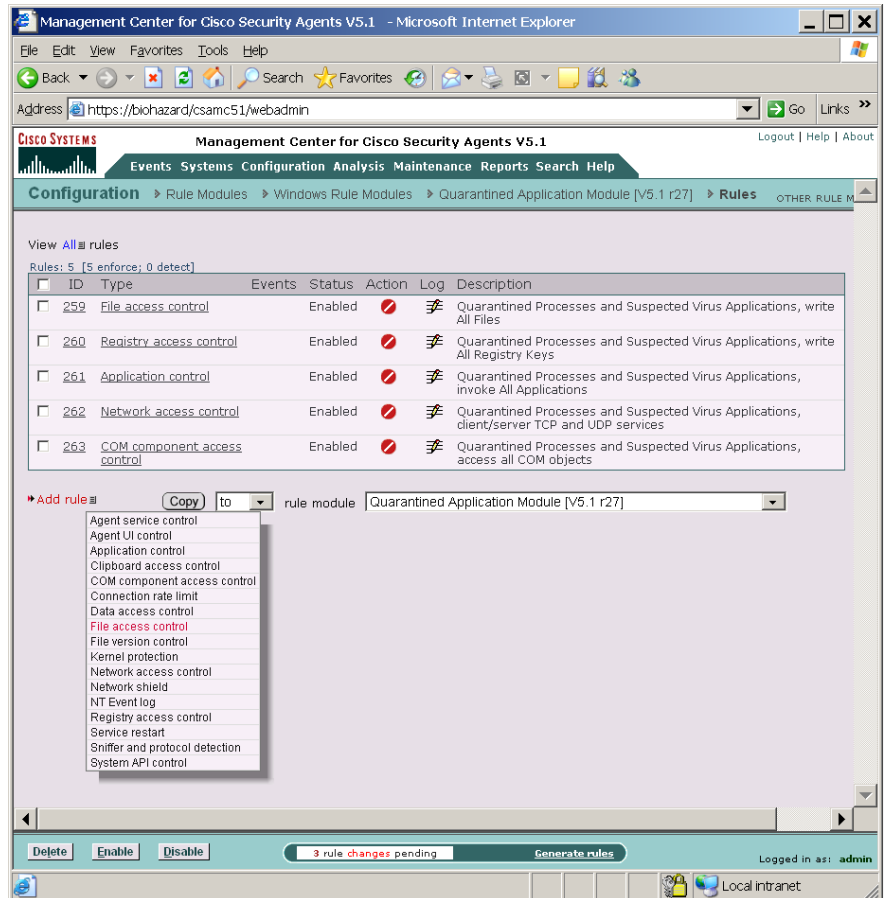 Management Center for Cisco Security Agents V5.1 - Microsoft Internet Explorer
File Edit View Favorites Tools Help
Back Search Favorites
Address https://biohazard/csamc51/webadmin Go Links »
CISCO SYSTEMS
Management Center for Cisco Security Agents V5.1
Logout | Help | About
Events Systems Configuration Analysis Maintenance Reports Search Help
Configuration Rule Modules Windows Rule Modules Quarantined Application Module [V5.1 r27] Rules OTHER RULE M
View All rules
Rules: 5 [5 enforce; 0 detect]
ID Type Events Status Action Log Description
259 File access control Enabled Quarantined Processes and Suspected Virus Applications, write
All Files
260 Registry access control Enabled Quarantined Processes and Suspected Virus Applications, write
All Registry Keys
261 Application control Enabled Quarantined Processes and Suspected Virus Applications,
invoke All Applications
262 Network access control Enabled Quarantined Processes and Suspected Virus Applications,
client/server TCP and UDP services
263 COM component access
control Enabled Quarantined Processes and Suspected Virus Applications,
access all COM objects
Add rule Copy to rule module Quarantined Application Module [V5.1 r27]
Agent service control
Agent UI control
Application control
Clipboard access control
COM component access control
Connection rate limit
Data access control
File access control
File version control
Kernel protection
Network access control
Network shield
NT Event log
Registry access control
Service restart
Sniffer and protocol detection
System API control
Delete Enable Disable 3 rule changes pending Generate rules Logged in as: admin
Local intranet